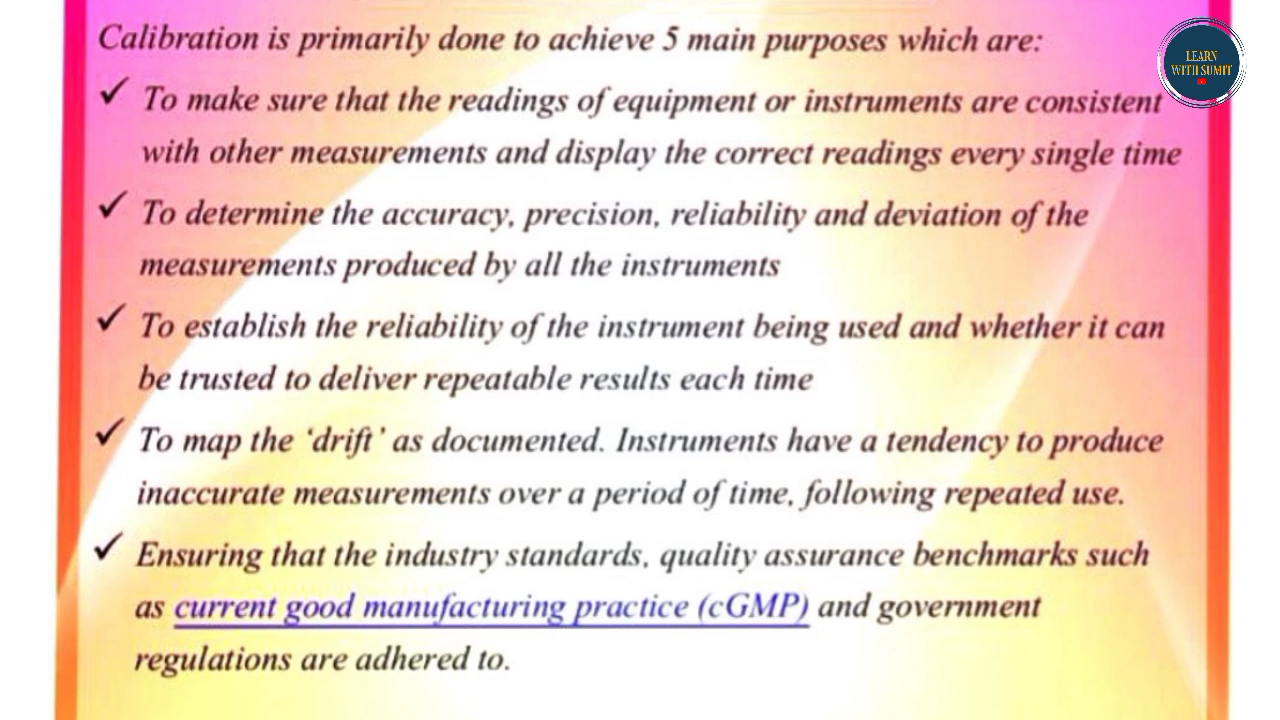 Calibration is primarily done to achieve 5 main purposes which are:
LEARN
WITH SUMIT
✓ To make sure that the readings of equipment or instruments are consistent
with other measurements and display the correct readings every single time
✓ To determine the accuracy, precision, reliability and deviation of the
measurements produced by all the instruments
✓ To establish the reliability of the instrument being used and whether it can
be trusted to deliver repeatable results each time
✓ To map the ‘drift’ as documented. Instruments have a tendency to produce
inaccurate measurements over a period of time, following repeated use.
✓ Ensuring that the industry standards, quality assurance benchmarks such
as current good manufacturing practice (cGMP) and government
regulations are adhered to.